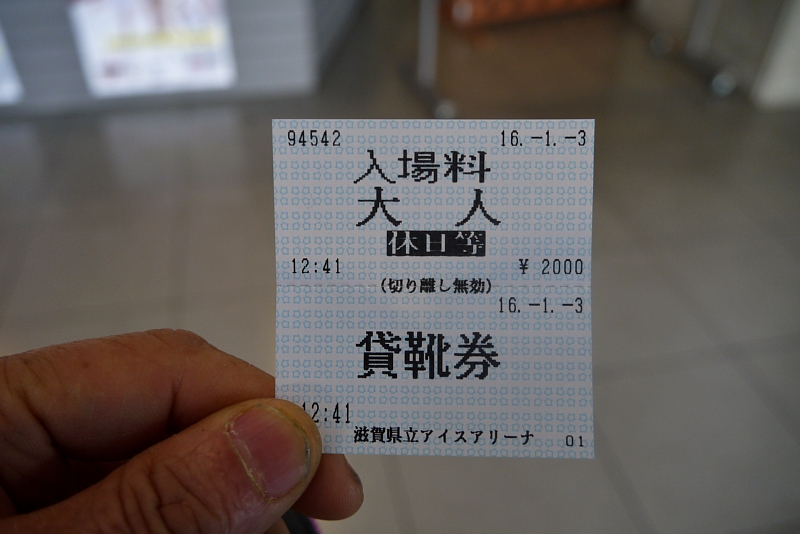 94542 16.-1.-3
入場料
大人
休日等
12:41 ¥ 2000
(切り離し無効)
16.-1.-3
貸靴券
12:41
滋賀県立アイスアリーナ 01